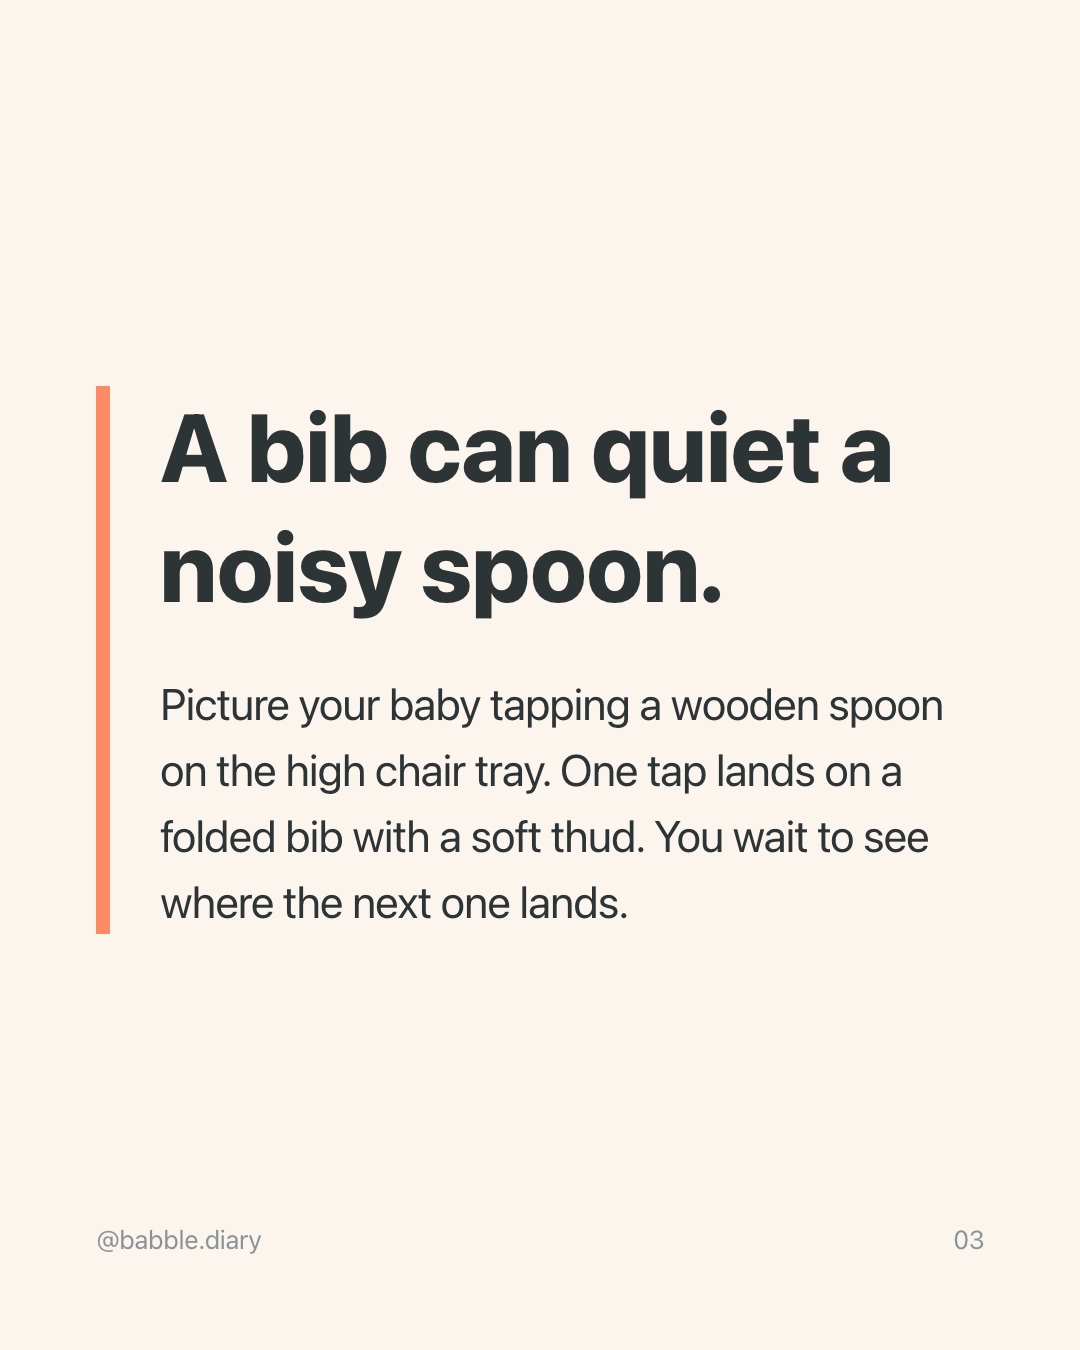 A bib can quiet a
noisy spoon.
Picture your baby tapping a wooden spoon
on the high chair tray. One tap lands on a
folded bib with a soft thud. You wait to see
where the next one lands.
@babble.diary
03